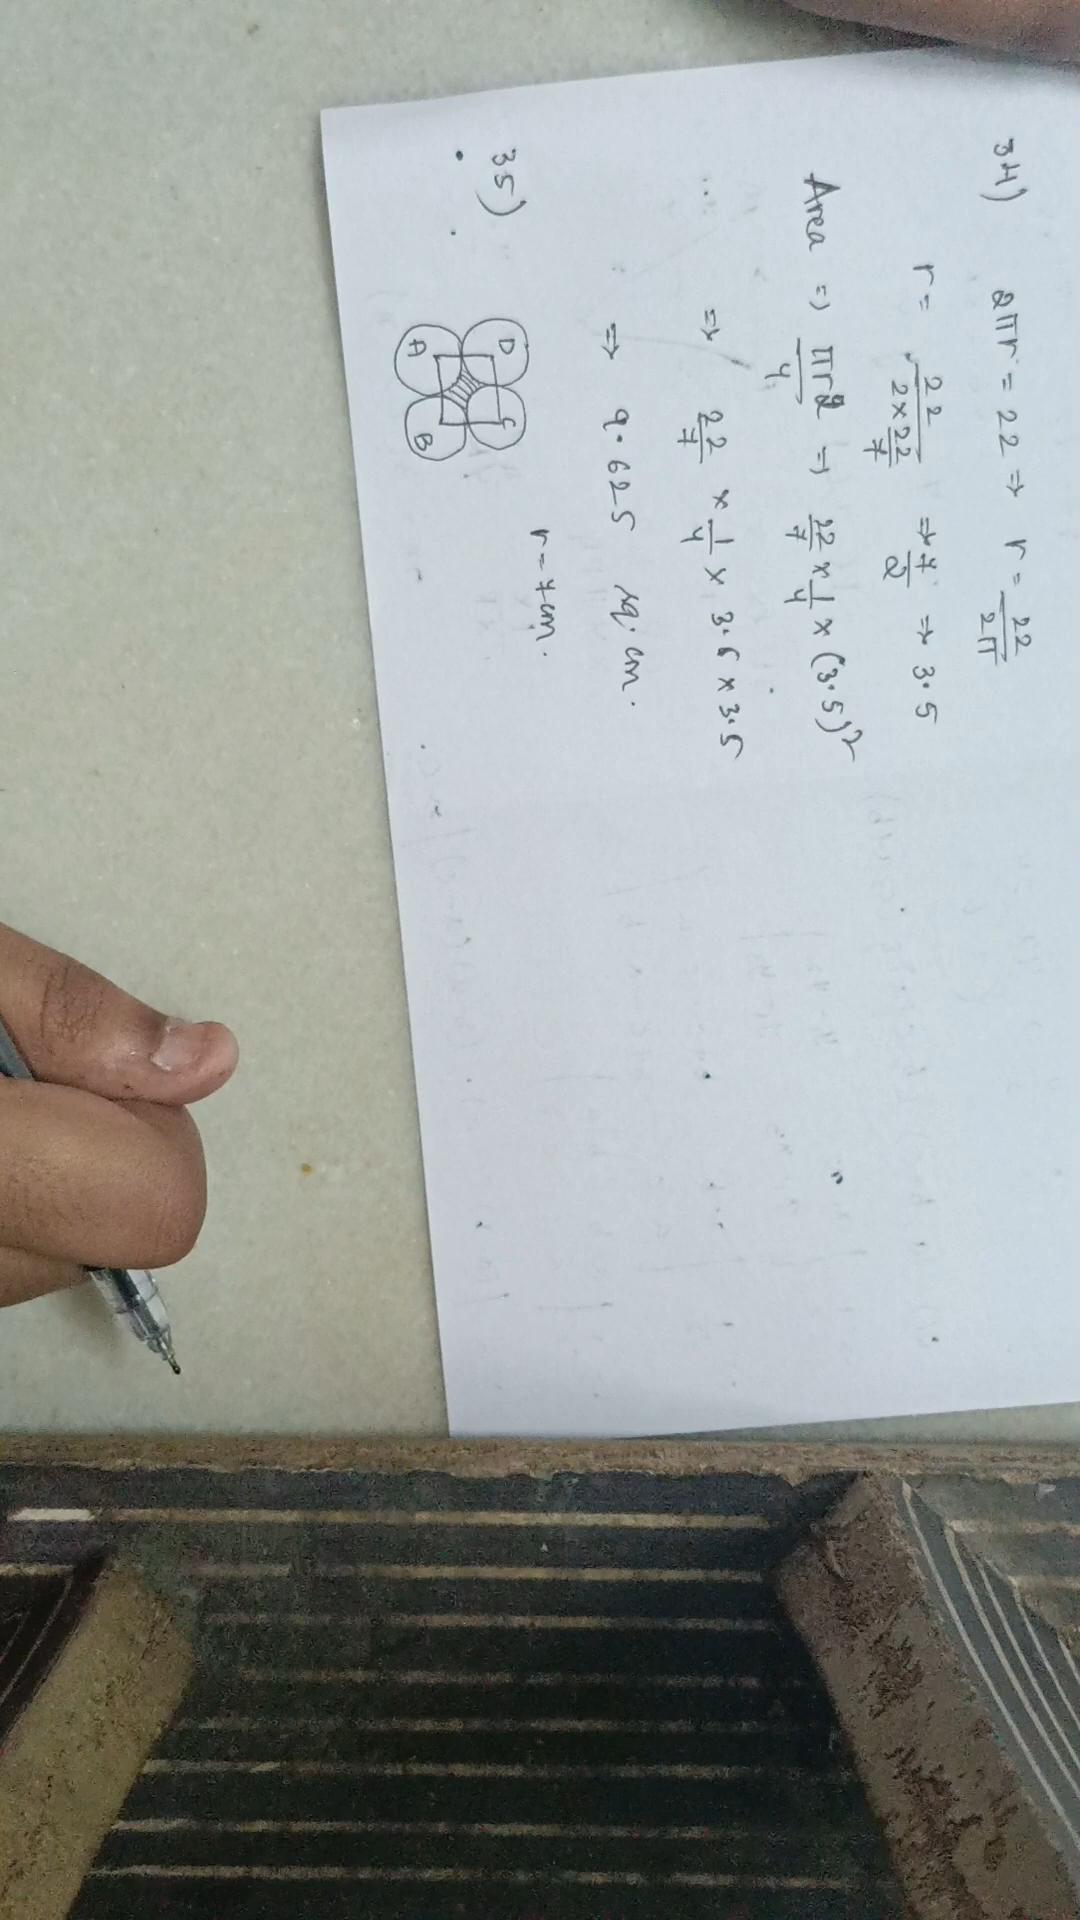 34) 2πr = 22 ⇒ r = 22/2π
r = 22/(2 × 22/7) ⇒ 7/2 ⇒ 3.5
Area ⇒ πr²/4 ⇒ 22/7 × 1/4 × (3.5)²
⇒ 22/7 × 1/4 × 3.5 × 3.5
⇒ 9.625 sq. cm.
35) r = 7 cm.
D C
A B